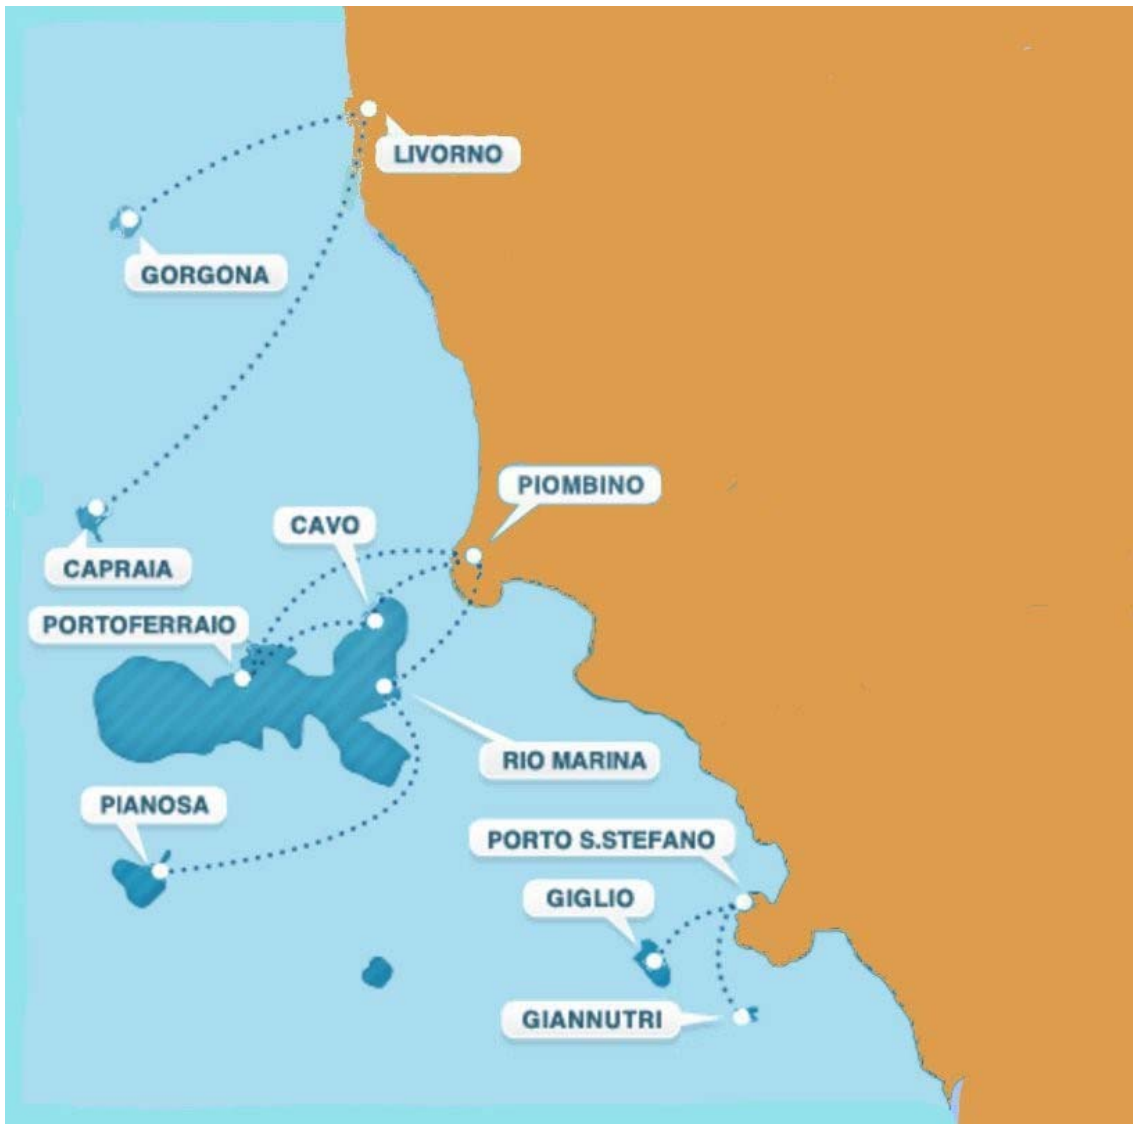 LIVORNO
GORGONA
PIOMBINO
CAVO
CAPRAIA
PORTOFERRAIO
RIO MARINA
PIANOSA
PORTO S.STEFANO
GIGLIO
GIANNUTRI